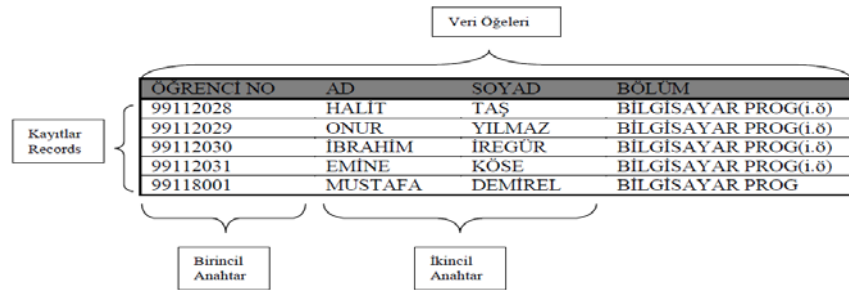 Veri Öğeleri
ÖĞRENCİ NO AD SOYAD BÖLÜM
99112028 HALİT TAŞ BİLGİSAYAR PROG(i.ö)
99112029 ONUR YILMAZ BİLGİSAYAR PROG(i.ö)
99112030 İBRAHİM İREGÜR BİLGİSAYAR PROG(i.ö)
99112031 EMİNE KÖSE BİLGİSAYAR PROG(i.ö)
99118001 MUSTAFA DEMİREL BİLGİSAYAR PROG
Kayıtlar
Records
Birincil
Anahtar
İkincil
Anahtar